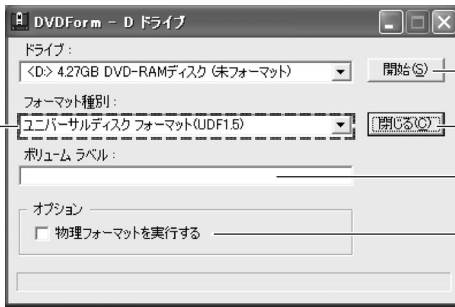 DVDForm - D ドライブ
ドライブ:
<D:> 4.27GB DVD-RAMディスク (未フォーマット)
開始(S)
フォーマット種別:
ユニバーサルディスク フォーマット(UDF1.5)
閉じる(C)
ボリューム ラベル:
オプション
物理フォーマットを実行する